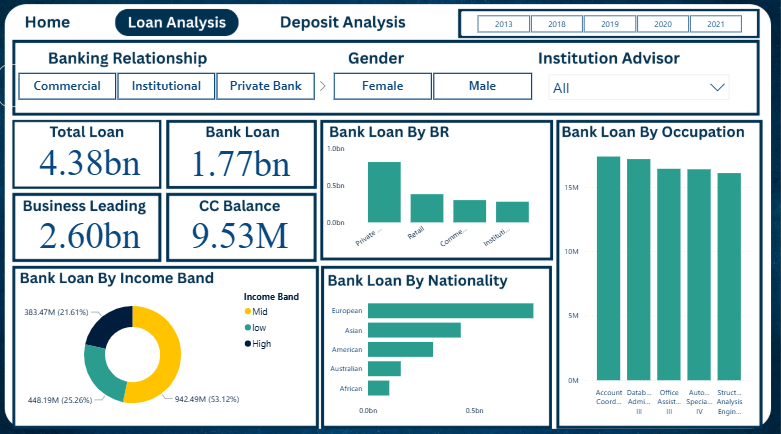 Home
Loan Analysis
Deposit Analysis
2013 2018 2019 2020 2021
Banking Relationship
Commercial Institutional Private Bank
Gender
Female Male
Institution Advisor
All
Total Loan
4.38bn
Bank Loan
1.77bn
Business Leading
2.60bn
CC Balance
9.53M
Bank Loan By BR
1.0bn
0.5bn
0.0bn
Private ...
Retail
Comme...
Instituti...
Bank Loan By Occupation
15M
10M
5M
0M
Account
Coord...
Datab...
Admi...
III
Office
Assist...
III
Auto...
Specia...
IV
Struct...
Analysis
Engin...
Bank Loan By Income Band
383.47M (21.61%)
448.19M (25.26%)
942.49M (53.12%)
Income Band
Mid
low
High
Bank Loan By Nationality
European
Asian
American
Australian
African
0.0bn
0.5bn